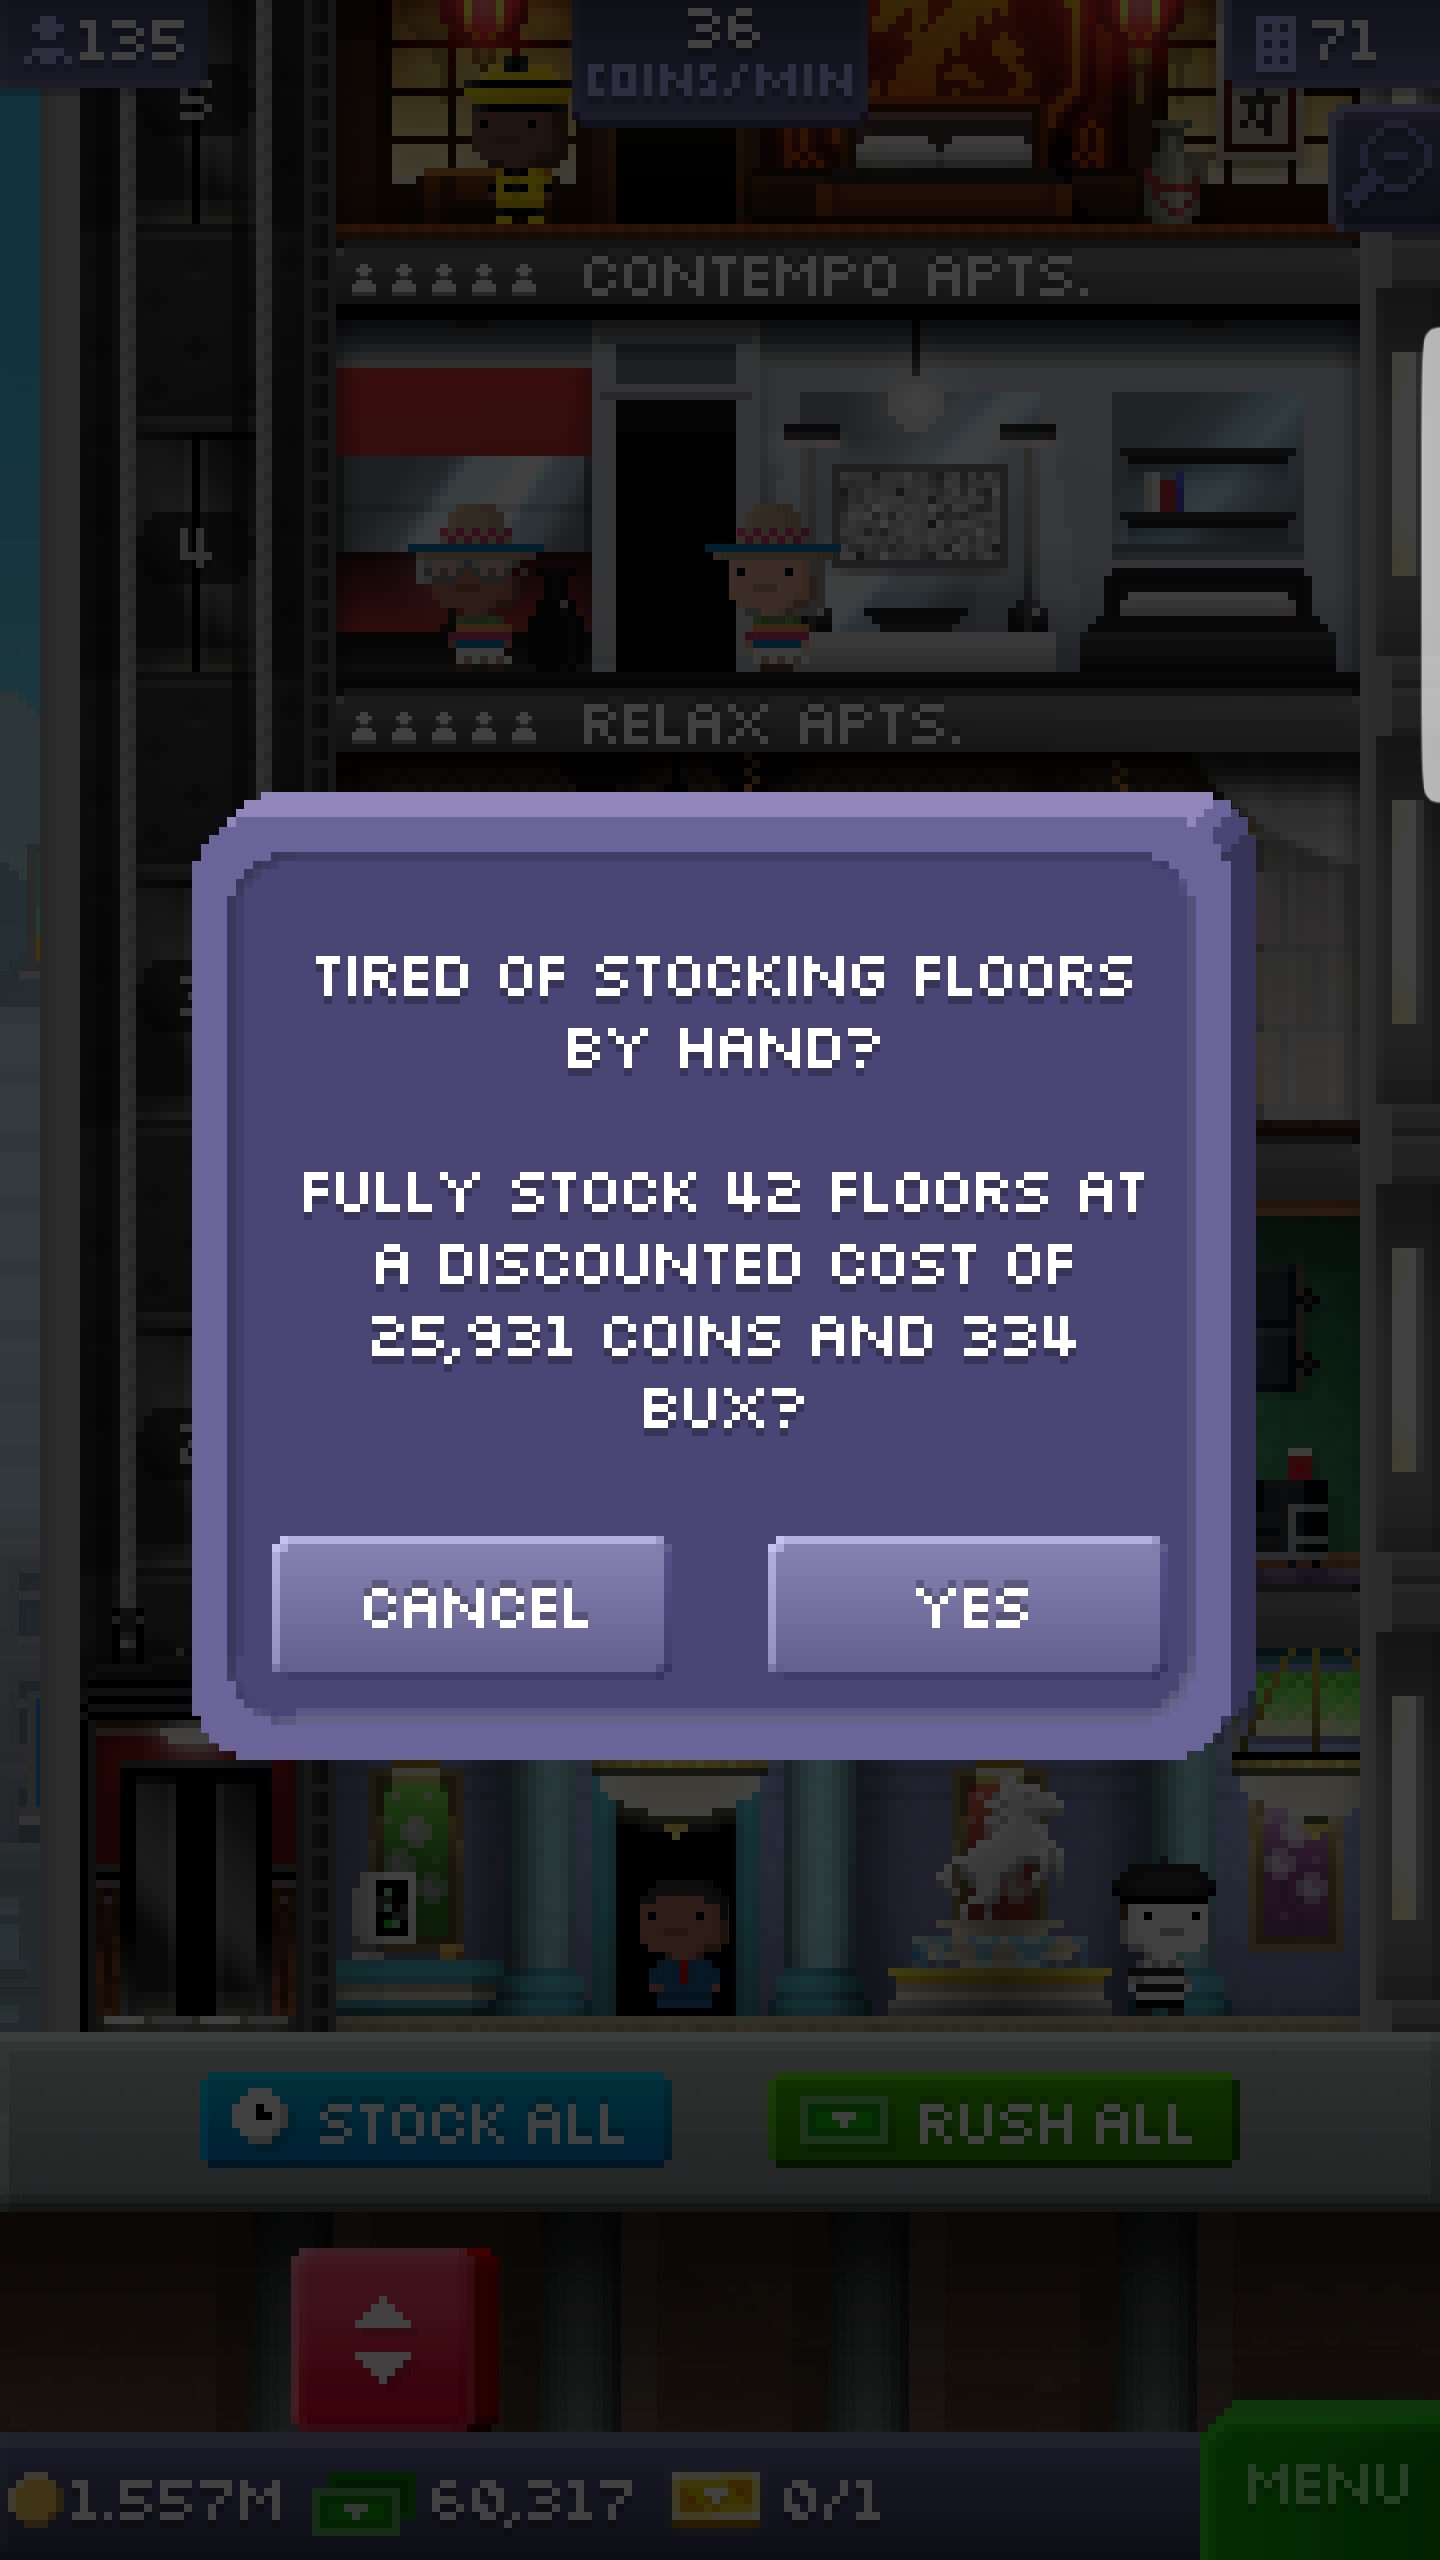 135
36
COINS/MIN
71
5
CONTEMPO APTS.
4
RELAX APTS.
TIRED OF STOCKING FLOORS
BY HAND?
FULLY STOCK 42 FLOORS AT
A DISCOUNTED COST OF
25,931 COINS AND 334
BUX?
CANCEL
YES
STOCK ALL
RUSH ALL
1.557M
60,317
0/1
MENU